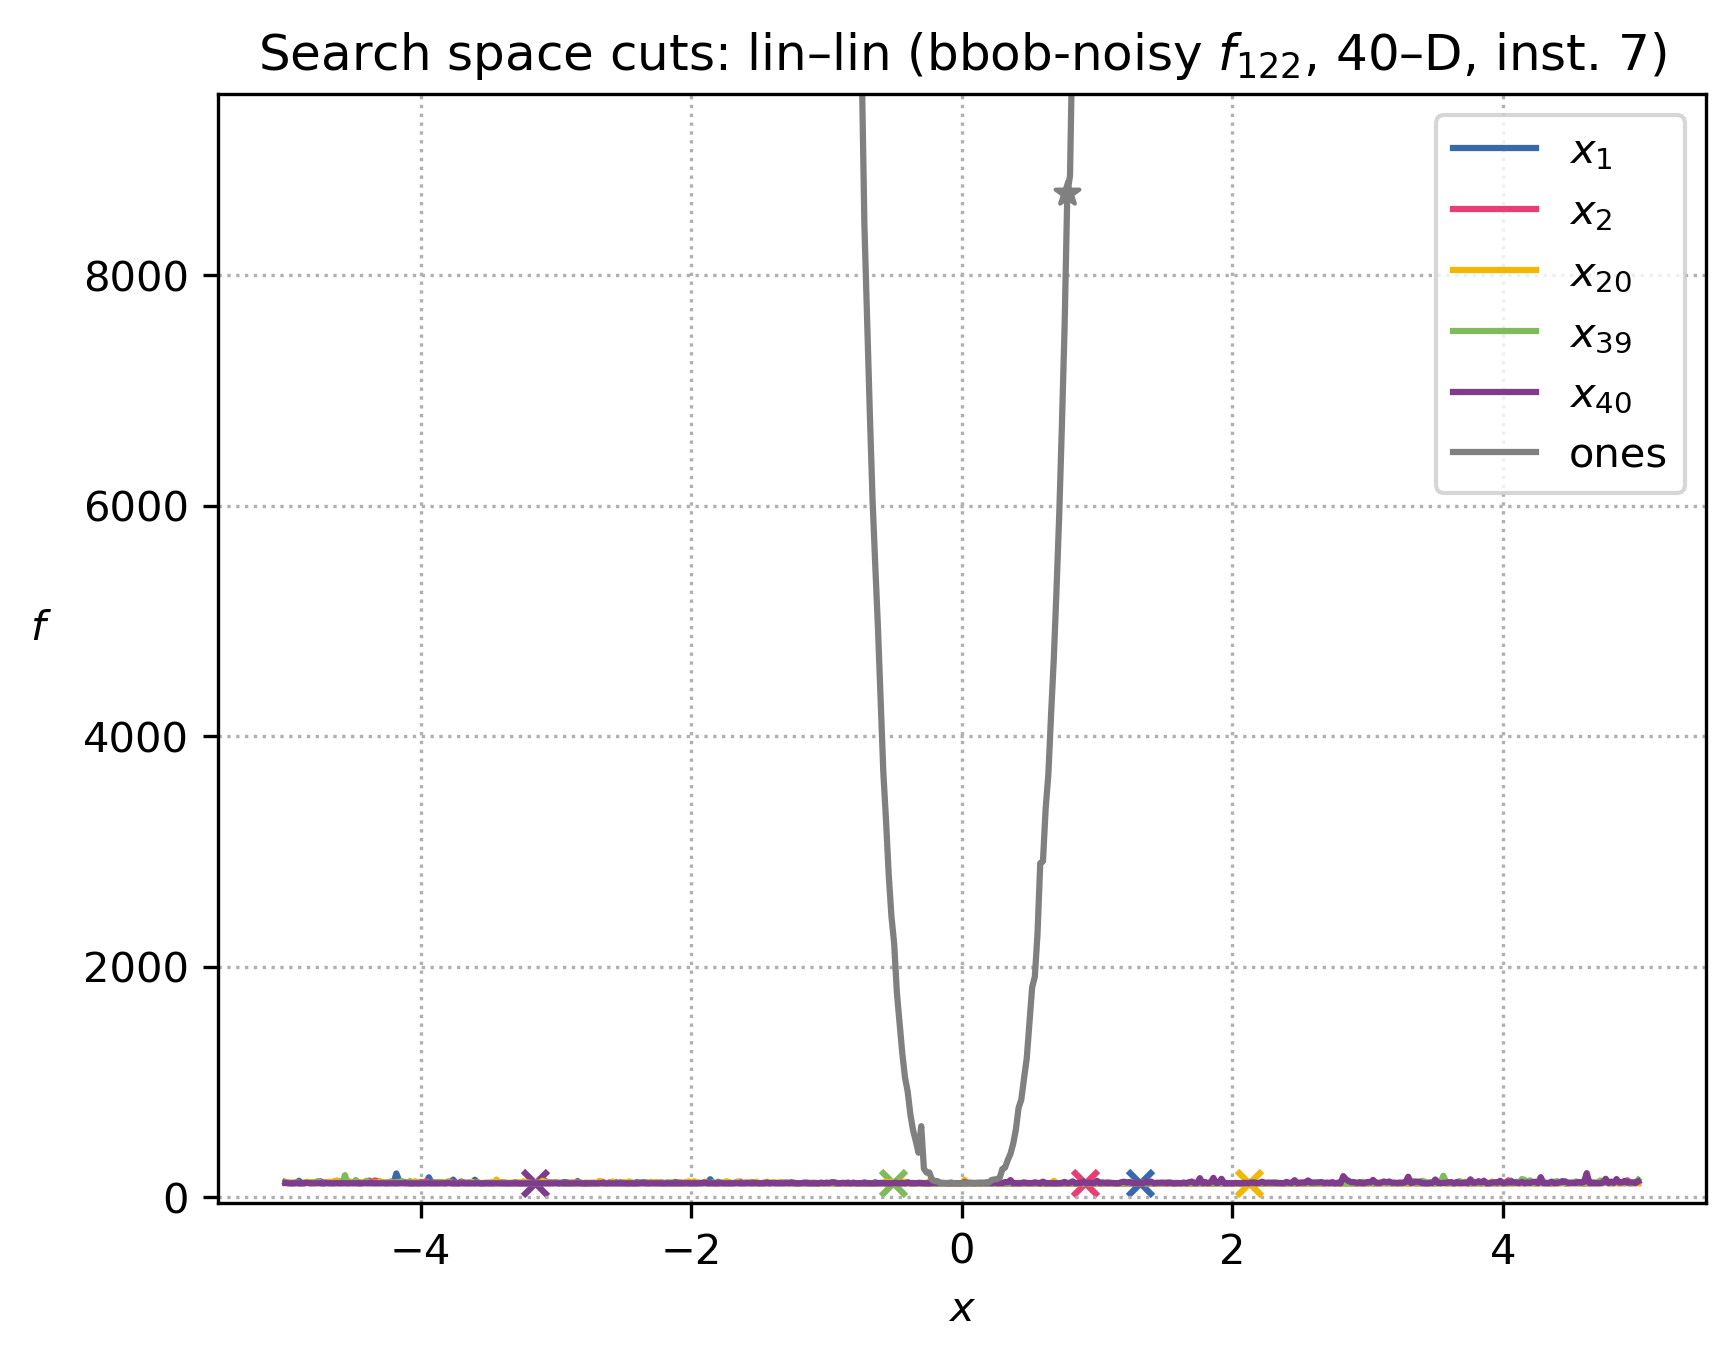 Search space cuts: lin–lin (bbob-noisy f₁₂₂, 40–D, inst. 7)
x₁
x₂
x₂₀
x₃₉
x₄₀
ones
8000
6000
4000
2000
0
f
−4 −2 0 2 4
x